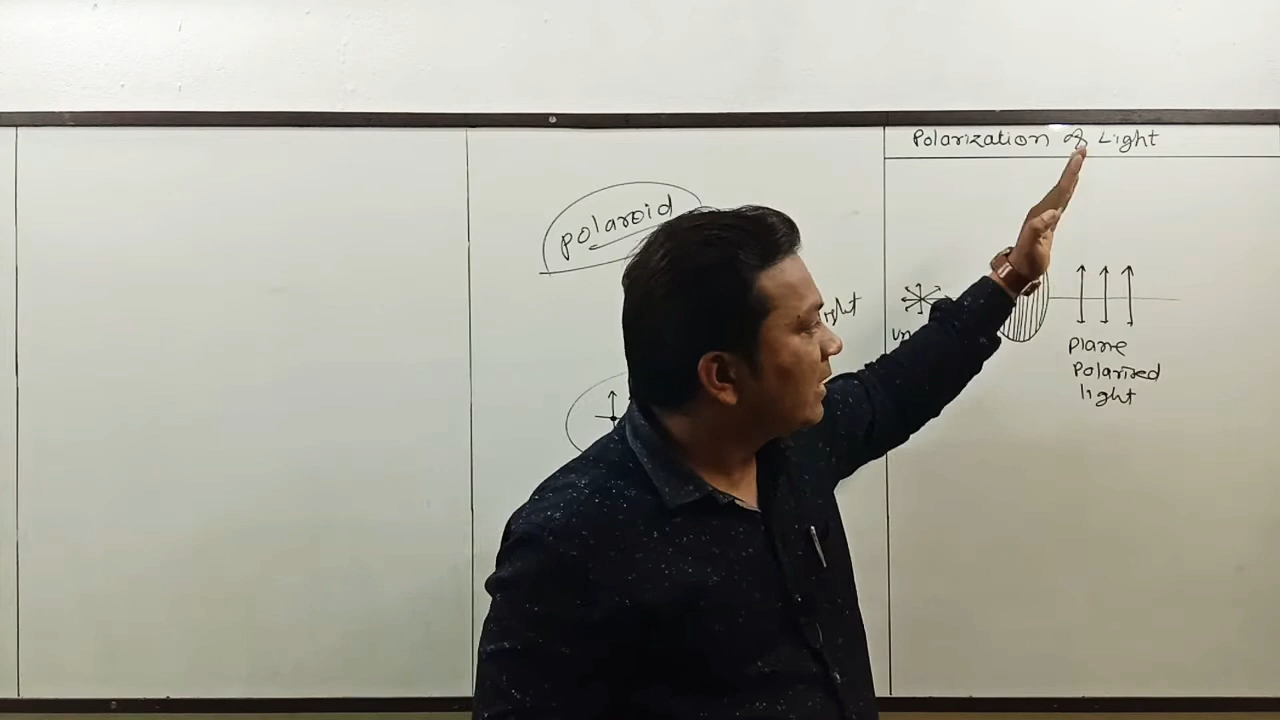 Polarization of Light
polaroid
Plane
Polarized
light